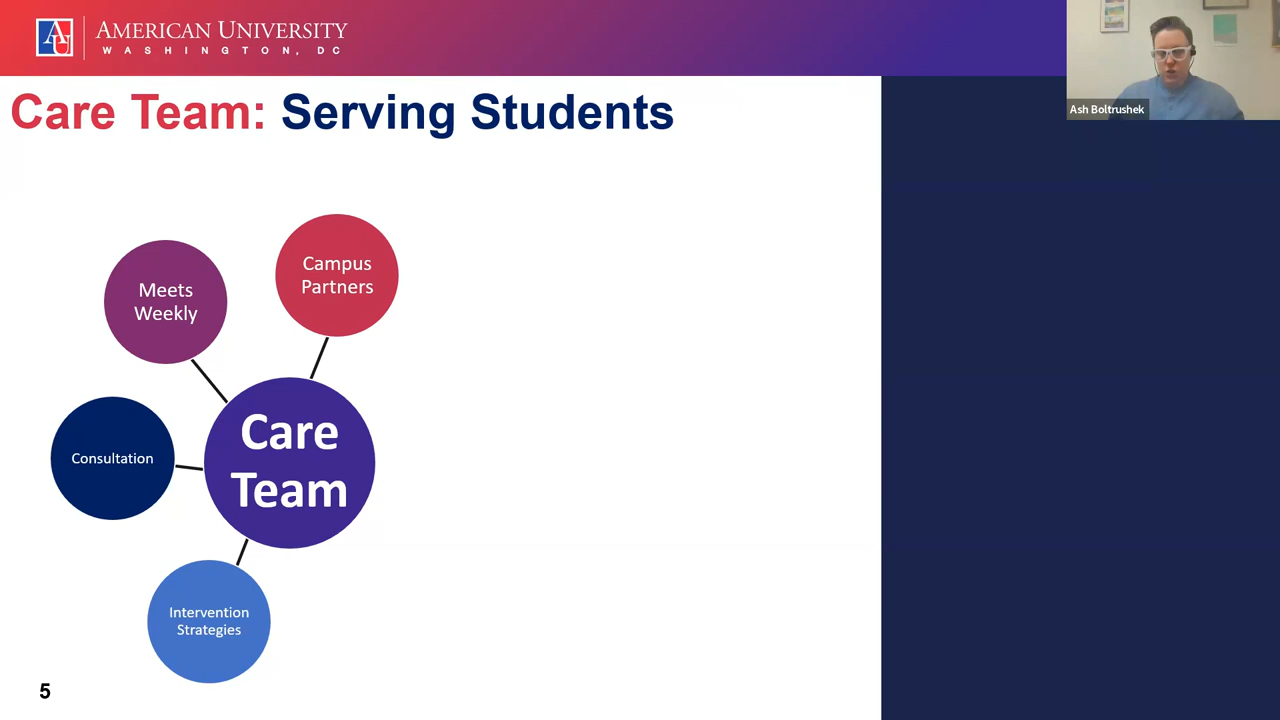 AU
AMERICAN UNIVERSITY
WASHINGTON, DC
Ash Boltrushek
Care Team: Serving Students
Campus
Partners
Meets
Weekly
Care
Team
Consultation
Intervention
Strategies
5